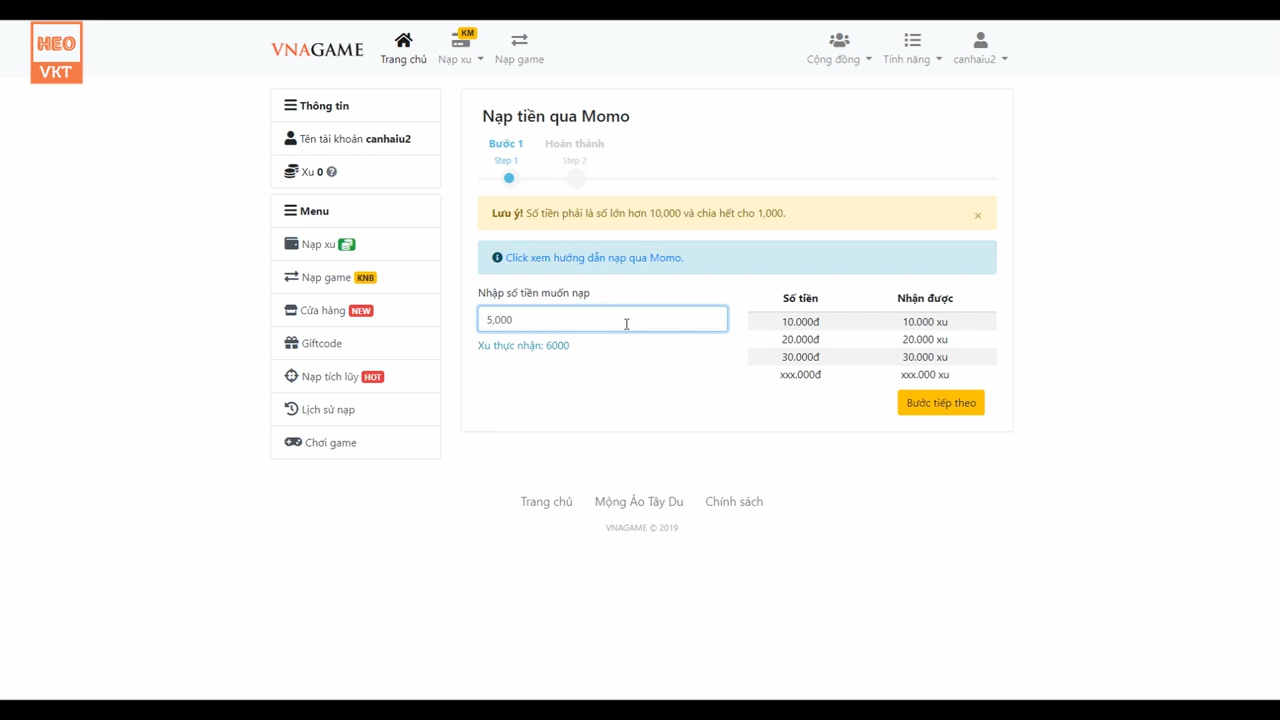 HEO
VKT
VNAGAME
Trang chủ
KM
Nạp xu
Nạp game
Cộng đồng
Tính năng
canhaiu2
Thông tin
Tên tài khoản canhaiu2
Xu 0
Menu
Nạp xu
Nạp game KNB
Cửa hàng NEW
Giftcode
Nạp tích lũy HOT
Lịch sử nạp
Chơi game
Nạp tiền qua Momo
Bước 1 Hoàn thành
Step 1 Step 2
Lưu ý! Số tiền phải là số lớn hơn 10,000 và chia hết cho 1,000. ×
Click xem hướng dẫn nạp qua Momo.
Nhập số tiền muốn nạp
5,000
Xu thực nhận: 6000
Số tiền Nhận được
10.000đ 10.000 xu
20.000đ 20.000 xu
30.000đ 30.000 xu
xxx.000đ xxx.000 xu
Bước tiếp theo
Trang chủ Mộng Ảo Tây Du Chính sách
VNAGAME © 2019